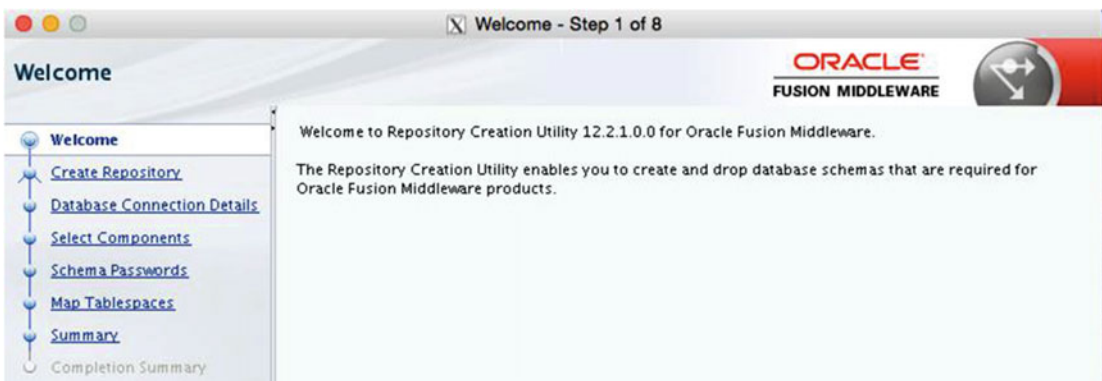 Welcome - Step 1 of 8
Welcome
ORACLE
FUSION MIDDLEWARE
Welcome
Create Repository
Database Connection Details
Select Components
Schema Passwords
Map Tablespaces
Summary
Completion Summary
Welcome to Repository Creation Utility 12.2.1.0.0 for Oracle Fusion Middleware.
The Repository Creation Utility enables you to create and drop database schemas that are required for
Oracle Fusion Middleware products.